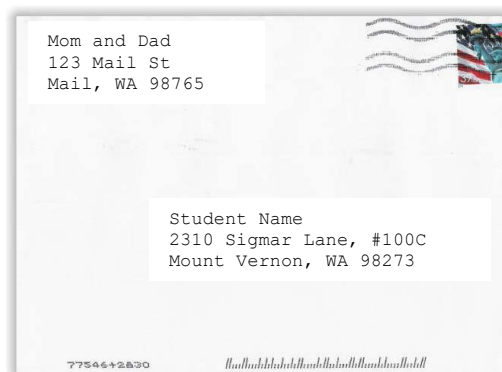 Mom and Dad
123 Mail St
Mail, WA 98765
37
Student Name
2310 Sigmar Lane, #100C
Mount Vernon, WA 98273
77546+2830